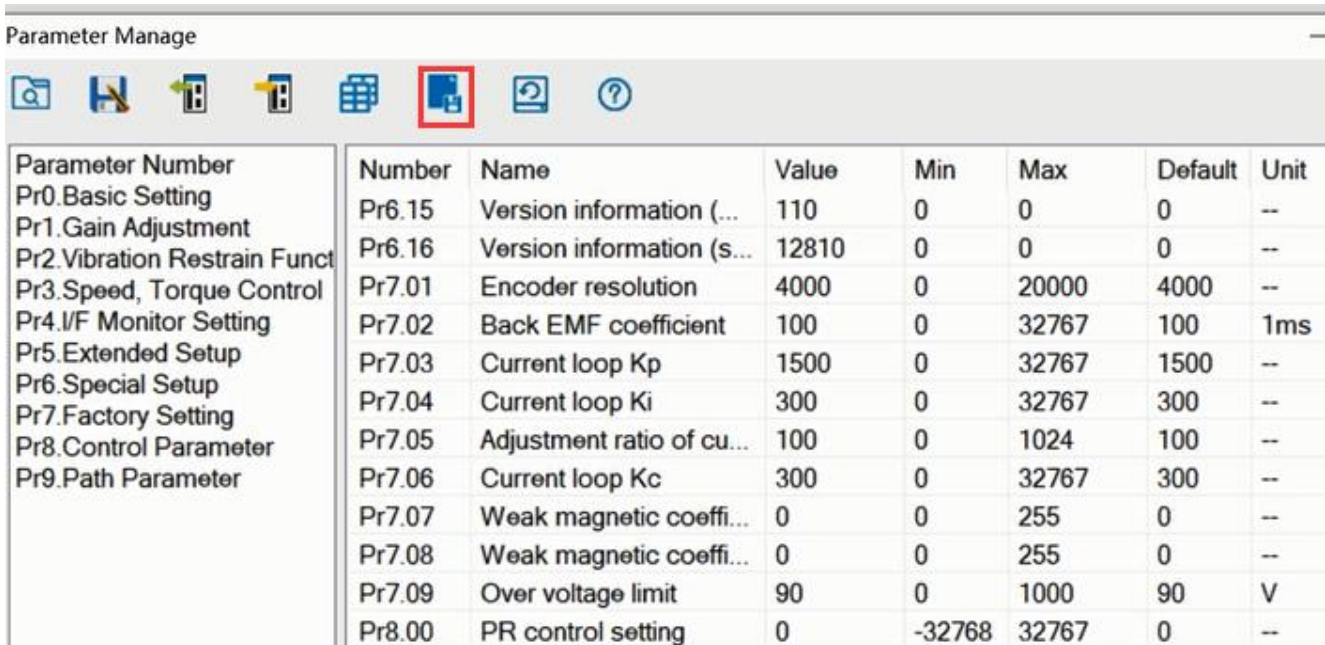 Parameter Manage
Parameter Number
Pr0.Basic Setting
Pr1.Gain Adjustment
Pr2.Vibration Restrain Funct
Pr3.Speed, Torque Control
Pr4.I/F Monitor Setting
Pr5.Extended Setup
Pr6.Special Setup
Pr7.Factory Setting
Pr8.Control Parameter
Pr9.Path Parameter
Number Name Value Min Max Default Unit
Pr6.15 Version information (... 110 0 0 0 --
Pr6.16 Version information (s... 12810 0 0 0 --
Pr7.01 Encoder resolution 4000 0 20000 4000 --
Pr7.02 Back EMF coefficient 100 0 32767 100 1ms
Pr7.03 Current loop Kp 1500 0 32767 1500 --
Pr7.04 Current loop Ki 300 0 32767 300 --
Pr7.05 Adjustment ratio of cu... 100 0 1024 100 --
Pr7.06 Current loop Kc 300 0 32767 300 --
Pr7.07 Weak magnetic coeffi... 0 0 255 0 --
Pr7.08 Weak magnetic coeffi... 0 0 255 0 --
Pr7.09 Over voltage limit 90 0 1000 90 V
Pr8.00 PR control setting 0 -32768 32767 0 --